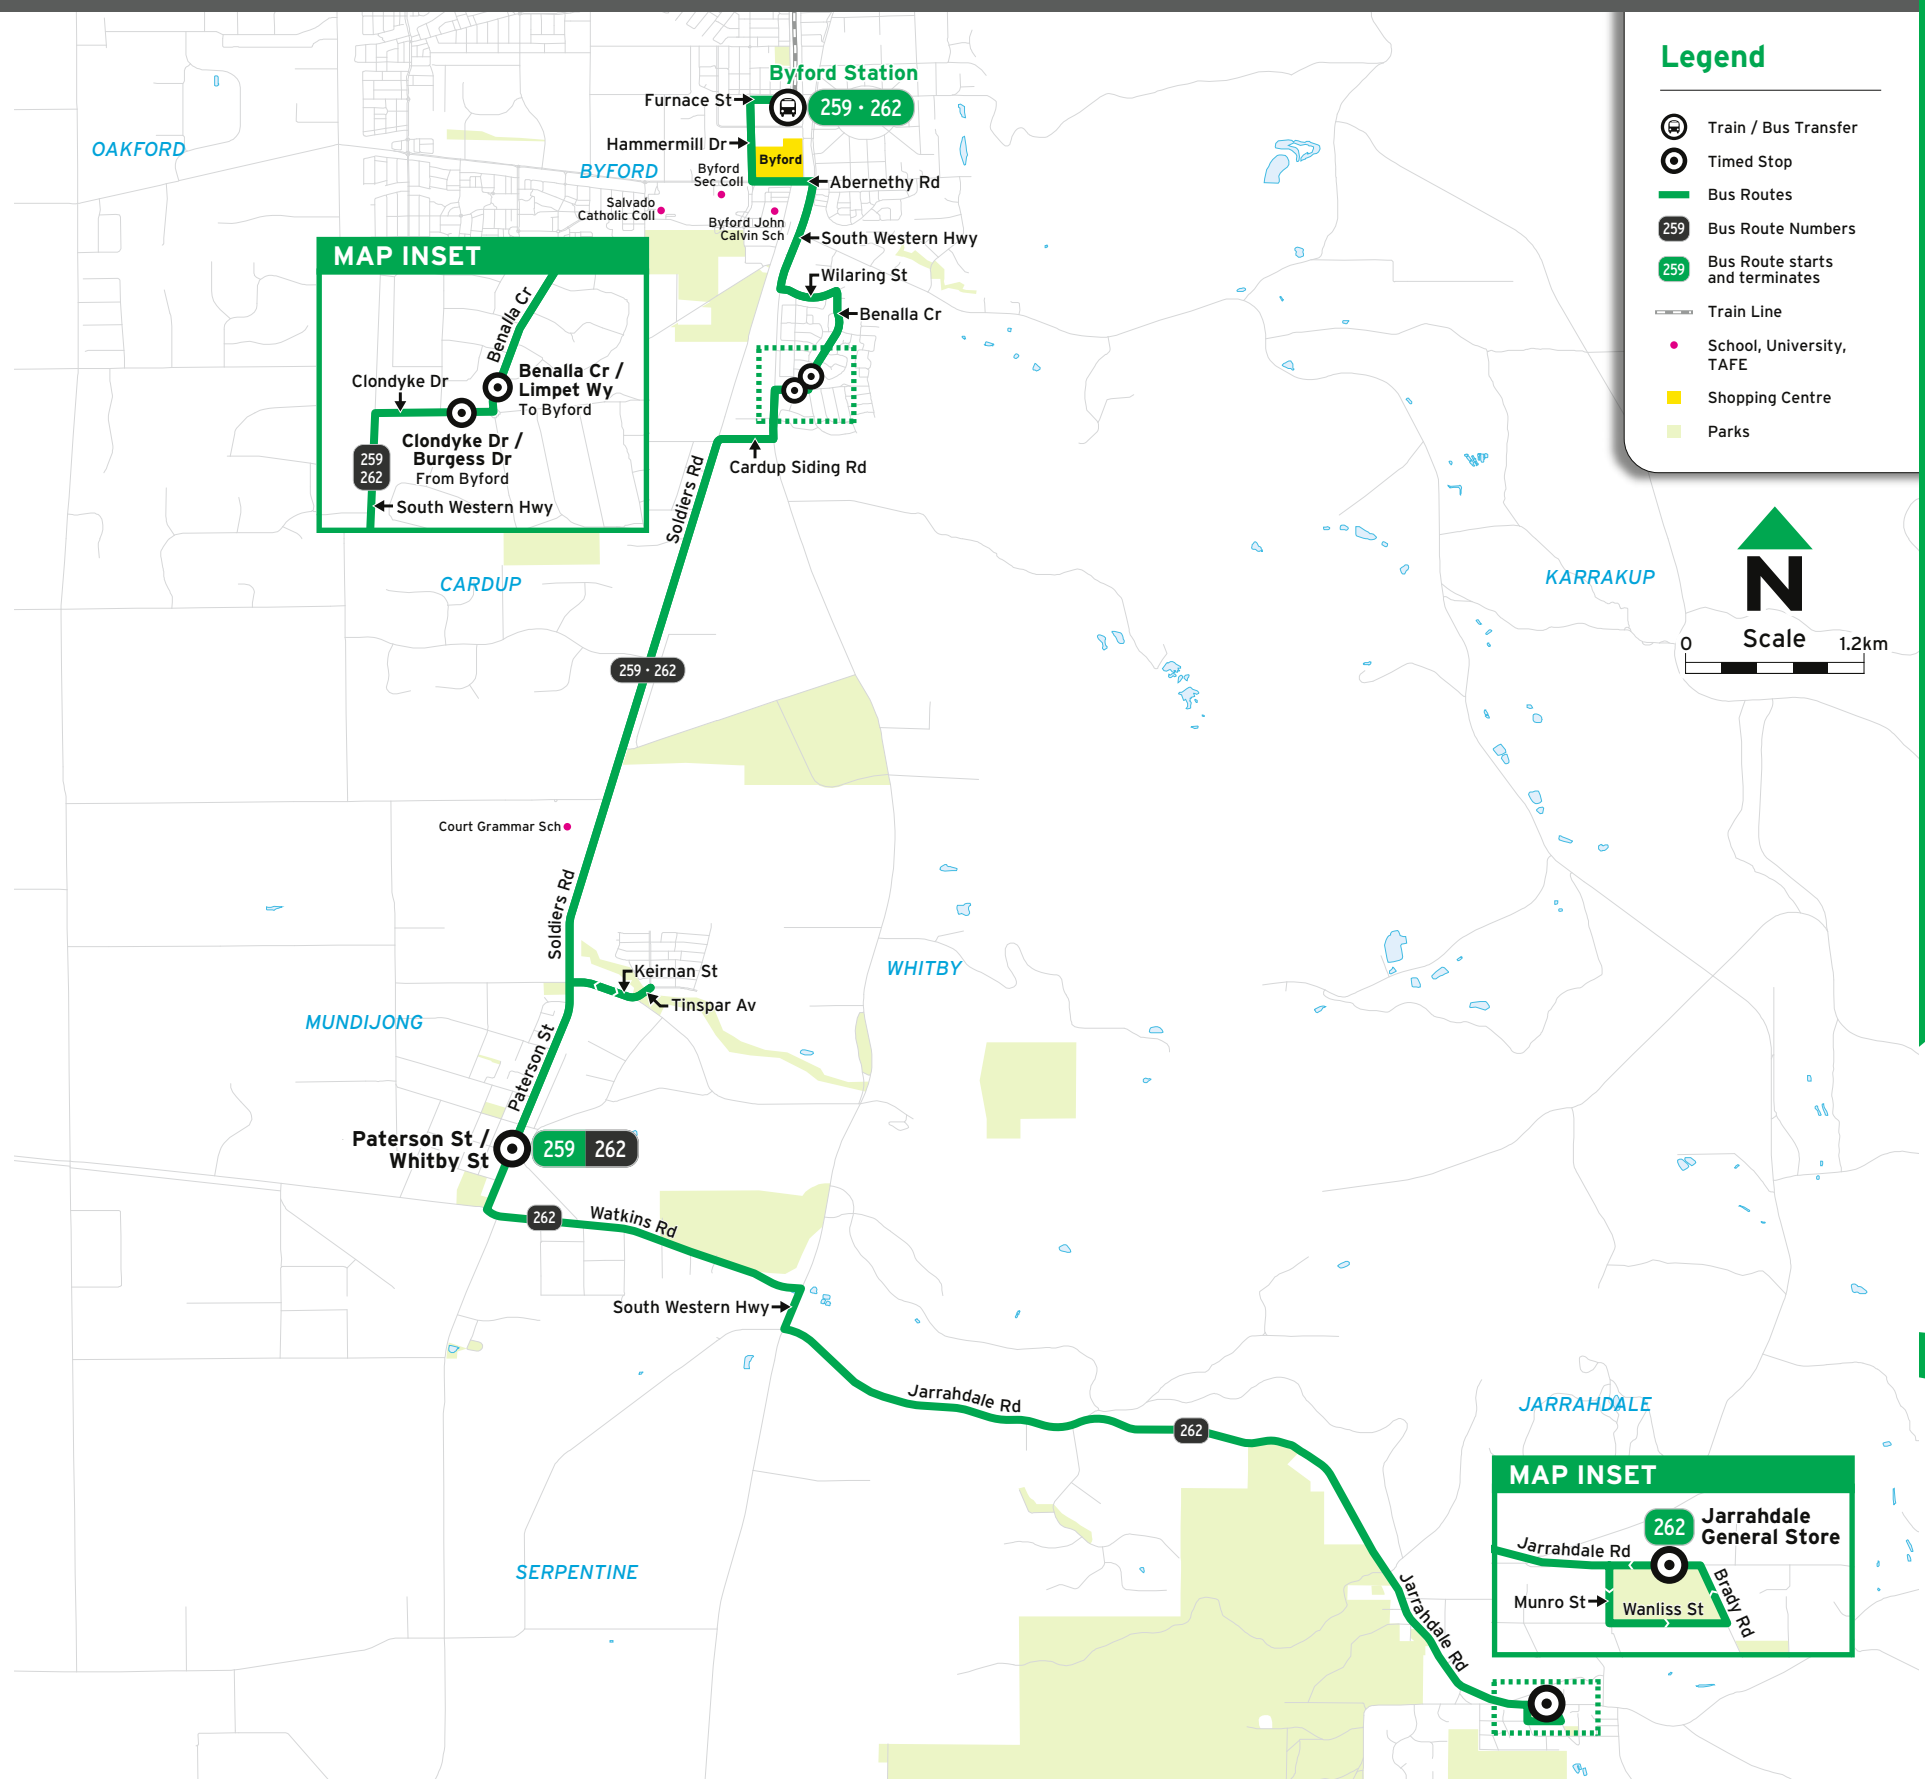 Legend
Train / Bus Transfer
Timed Stop
Bus Routes
259
Bus Route Numbers
259
Bus Route starts
and terminates
Train Line
School, University,
TAFE
Shopping Centre
Parks
N
0
Scale
1.2km
Byford Station
259 • 262
Furnace St
Hammermill Dr
Byford
Abernethy Rd
OAKFORD
BYFORD
Byford
Sec Coll
Salvado
Catholic Coll
Byford John
Calvin Sch
South Western Hwy
Wilaring St
Benalla Cr
MAP INSET
Benalla Cr
Benalla Cr /
Limpet Wy
To Byford
Clondyke Dr
Clondyke Dr /
Burgess Dr
From Byford
259
262
South Western Hwy
Cardup Siding Rd
Soldiers Rd
CARDUP
KARRAKUP
259 • 262
Court Grammar Sch
Soldiers Rd
WHITBY
Keirnan St
Tinspar Av
MUNDIJONG
Paterson St
Paterson St /
Whitby St
259
262
262
Watkins Rd
South Western Hwy
Jarrahdale Rd
262
JARRAHDALE
SERPENTINE
Jarrahdale Rd
MAP INSET
262
Jarrahdale
General Store
Jarrahdale Rd
Munro St
Wanliss St
Brady Rd